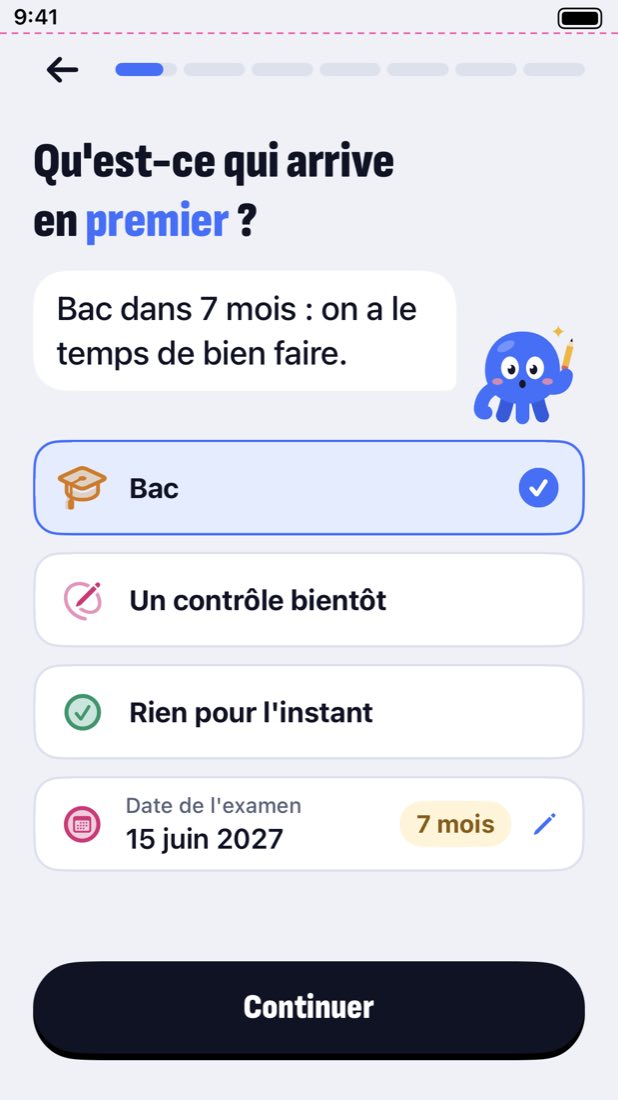 9:41
Qu'est-ce qui arrive
en premier ?
Bac dans 7 mois : on a le
temps de bien faire.
Bac
Un contrôle bientôt
Rien pour l'instant
Date de l'examen
15 juin 2027
7 mois
Continuer